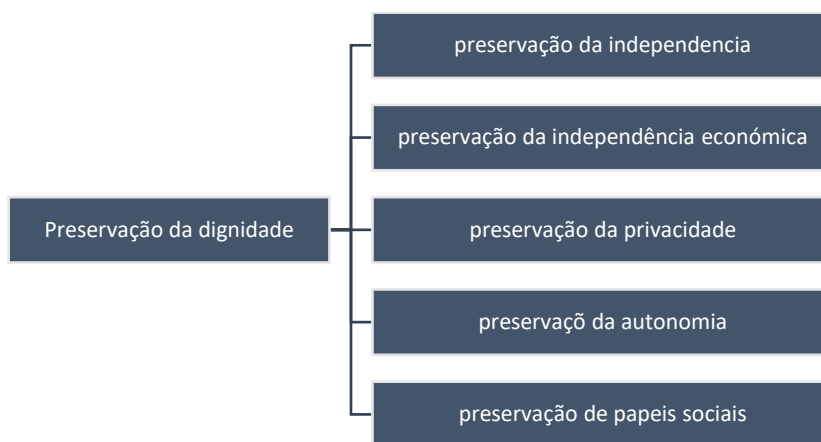 Preservação da dignidade
preservação da independencia
preservação da independência económica
preservação da privacidade
preservaçõ da autonomia
preservação de papeis sociais